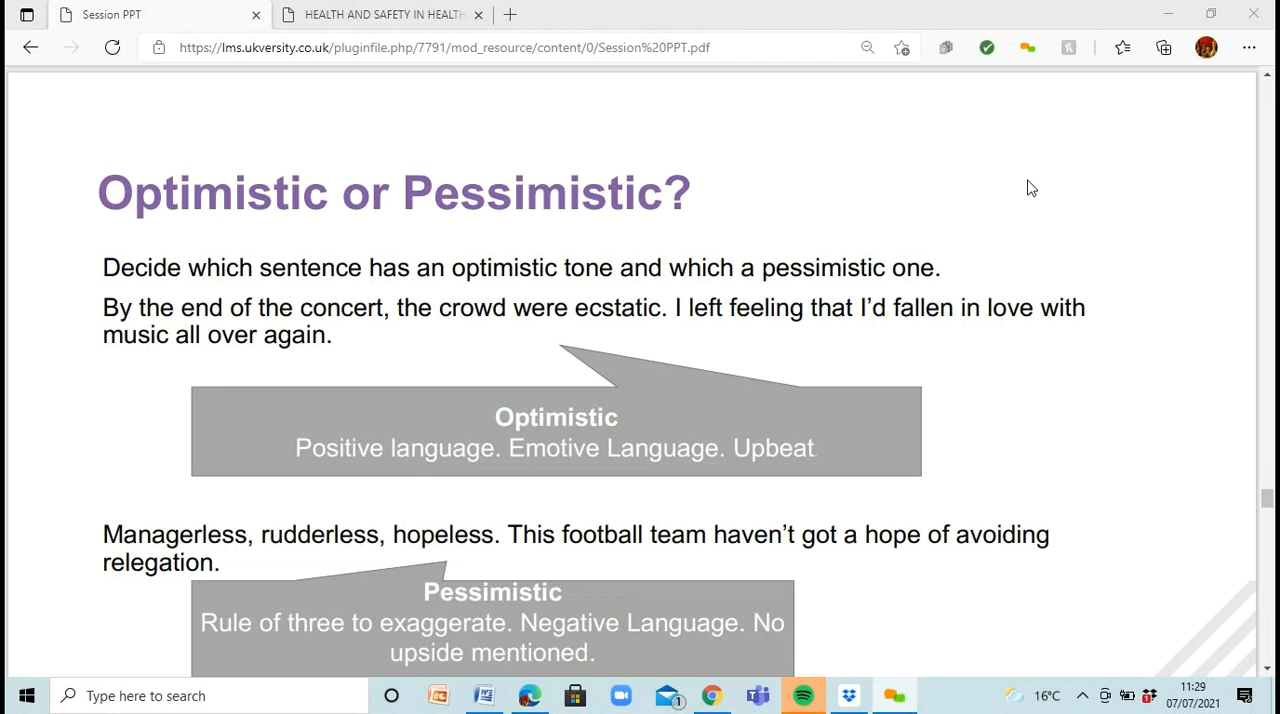 Session PPT
HEALTH AND SAFETY IN HEALTH
https://lms.ukversity.co.uk/pluginfile.php/7791/mod_resource/content/0/Session%20PPT.pdf
Optimistic or Pessimistic?
Decide which sentence has an optimistic tone and which a pessimistic one.
By the end of the concert, the crowd were ecstatic. I left feeling that I’d fallen in love with
music all over again.
Optimistic
Positive language. Emotive Language. Upbeat.
Managerless, rudderless, hopeless. This football team haven’t got a hope of avoiding
relegation.
Pessimistic
Rule of three to exaggerate. Negative Language. No
upside mentioned.
Type here to search
1
16°C
11:29
07/07/2021